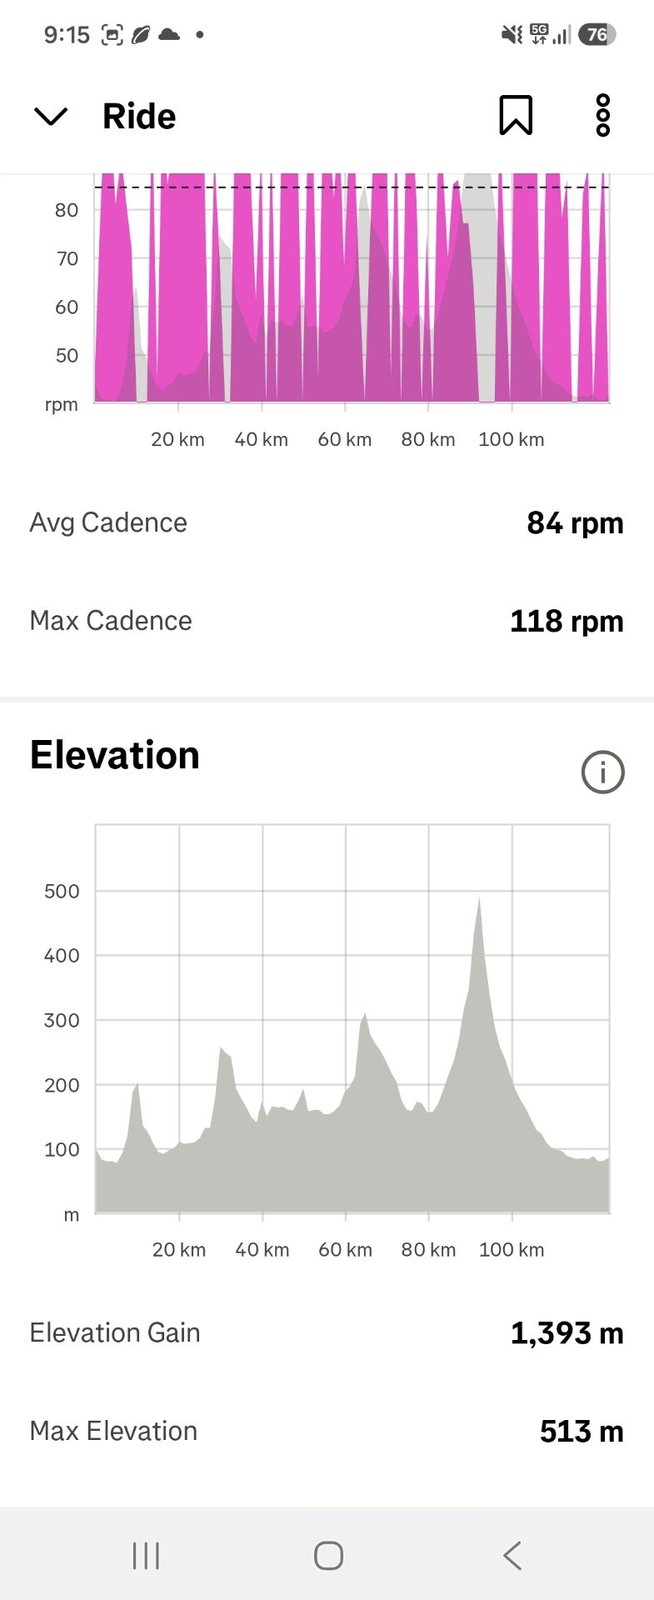 9:15 5G 76
Ride
80
70
60
50
rpm
20 km 40 km 60 km 80 km 100 km
Avg Cadence 84 rpm
Max Cadence 118 rpm
Elevation
i
500
400
300
200
100
m
20 km 40 km 60 km 80 km 100 km
Elevation Gain 1,393 m
Max Elevation 513 m